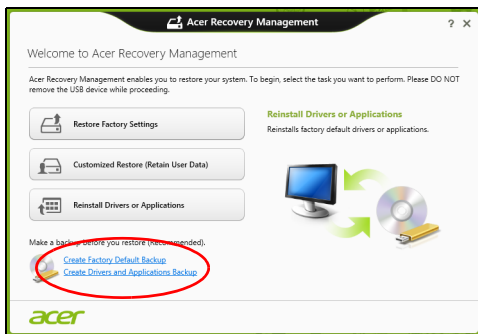 Acer Recovery Management
? X
Welcome to Acer Recovery Management
Acer Recovery Management enables you to restore your system. To begin, select the task you want to perform. Please DO NOT
remove the USB device while proceeding.
Restore Factory Settings
Customized Restore (Retain User Data)
Reinstall Drivers or Applications
Reinstall Drivers or Applications
Reinstalls factory default drivers or applications.
Make a backup before you restore (Recommended).
Create Factory Default Backup
Create Drivers and Applications Backup
acer